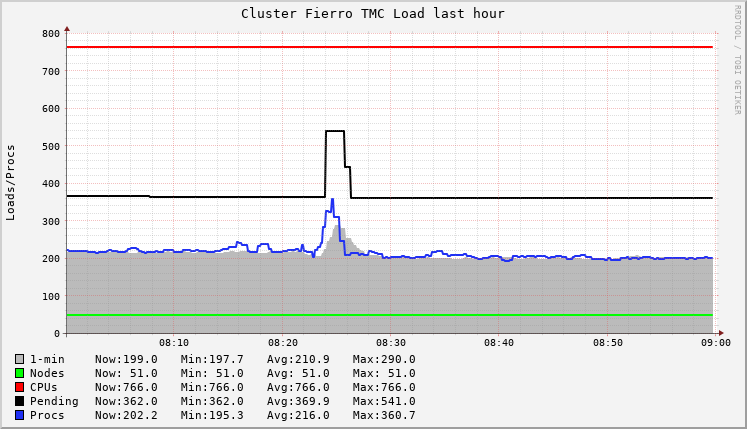 Cluster Fierro TMC Load last hour
RRDTOOL / TOBI OETIKER
Loads/Procs
800
700
600
500
400
300
200
100
0
08:10 08:20 08:30 08:40 08:50 09:00
1-min Now:199.0 Min:197.7 Avg:210.9 Max:290.0
Nodes Now: 51.0 Min: 51.0 Avg: 51.0 Max: 51.0
CPUs Now:766.0 Min:766.0 Avg:766.0 Max:766.0
Pending Now:362.0 Min:362.0 Avg:369.9 Max:541.0
Procs Now:202.2 Min:195.3 Avg:216.0 Max:360.7